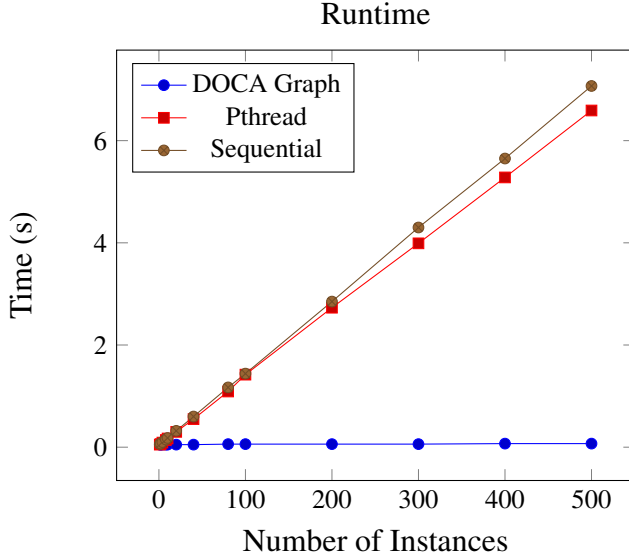 Runtime
DOCA Graph
Pthread
Sequential
6
4
2
0
Time (s)
0 100 200 300 400 500
Number of Instances